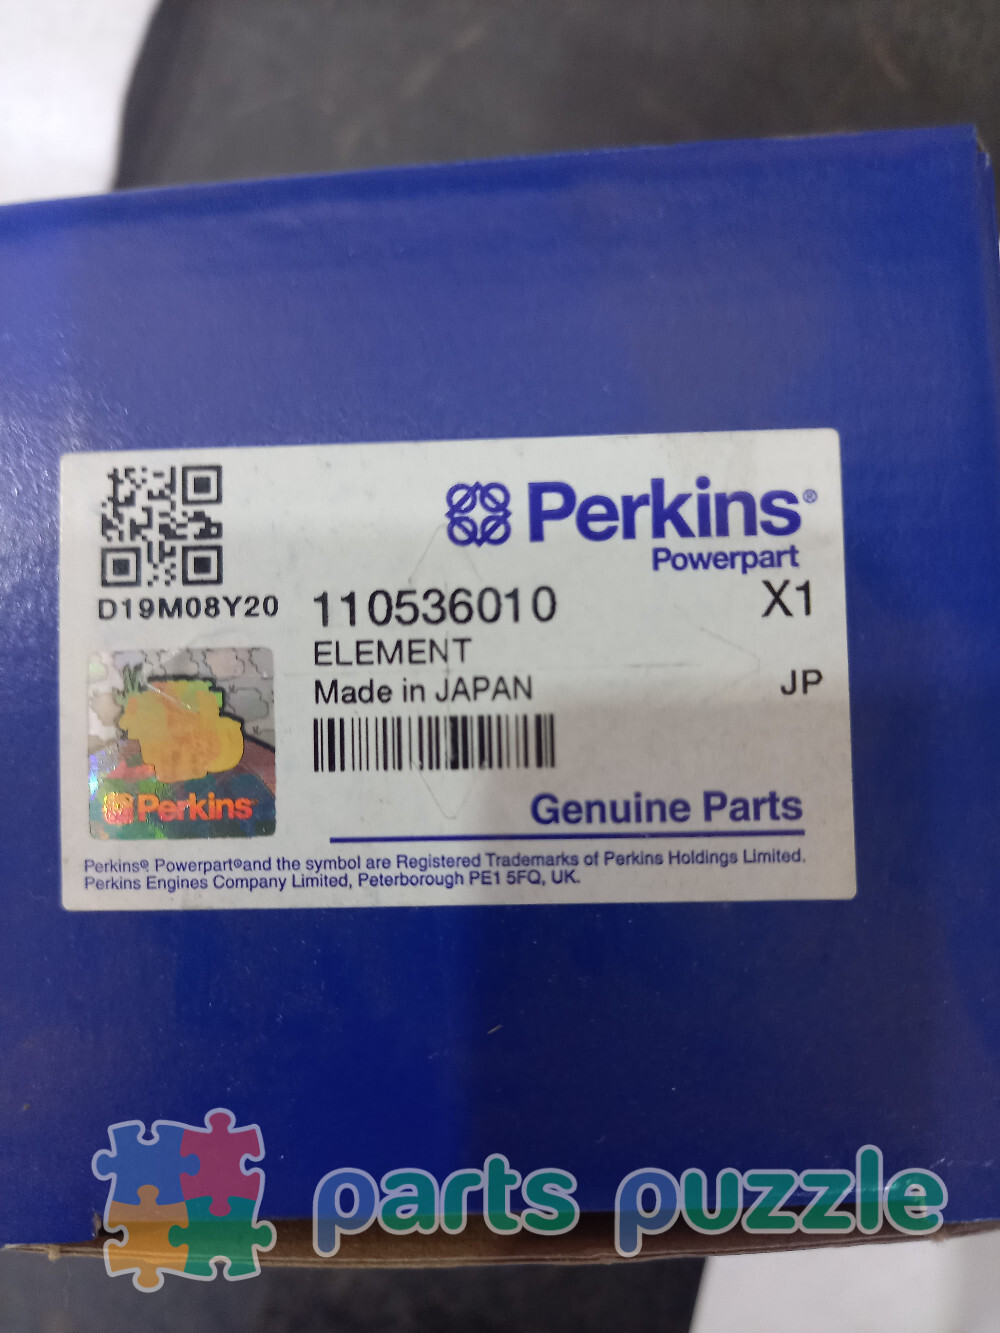 Perkins®
Powerpart
D19M08Y20
110536010
X1
ELEMENT
Made in JAPAN
JP
Perkins
Genuine Parts
Perkins® Powerpart®and the symbol are Registered Trademarks of Perkins Holdings Limited.
Perkins Engines Company Limited, Peterborough PE1 5FQ, UK.
parts puzzle